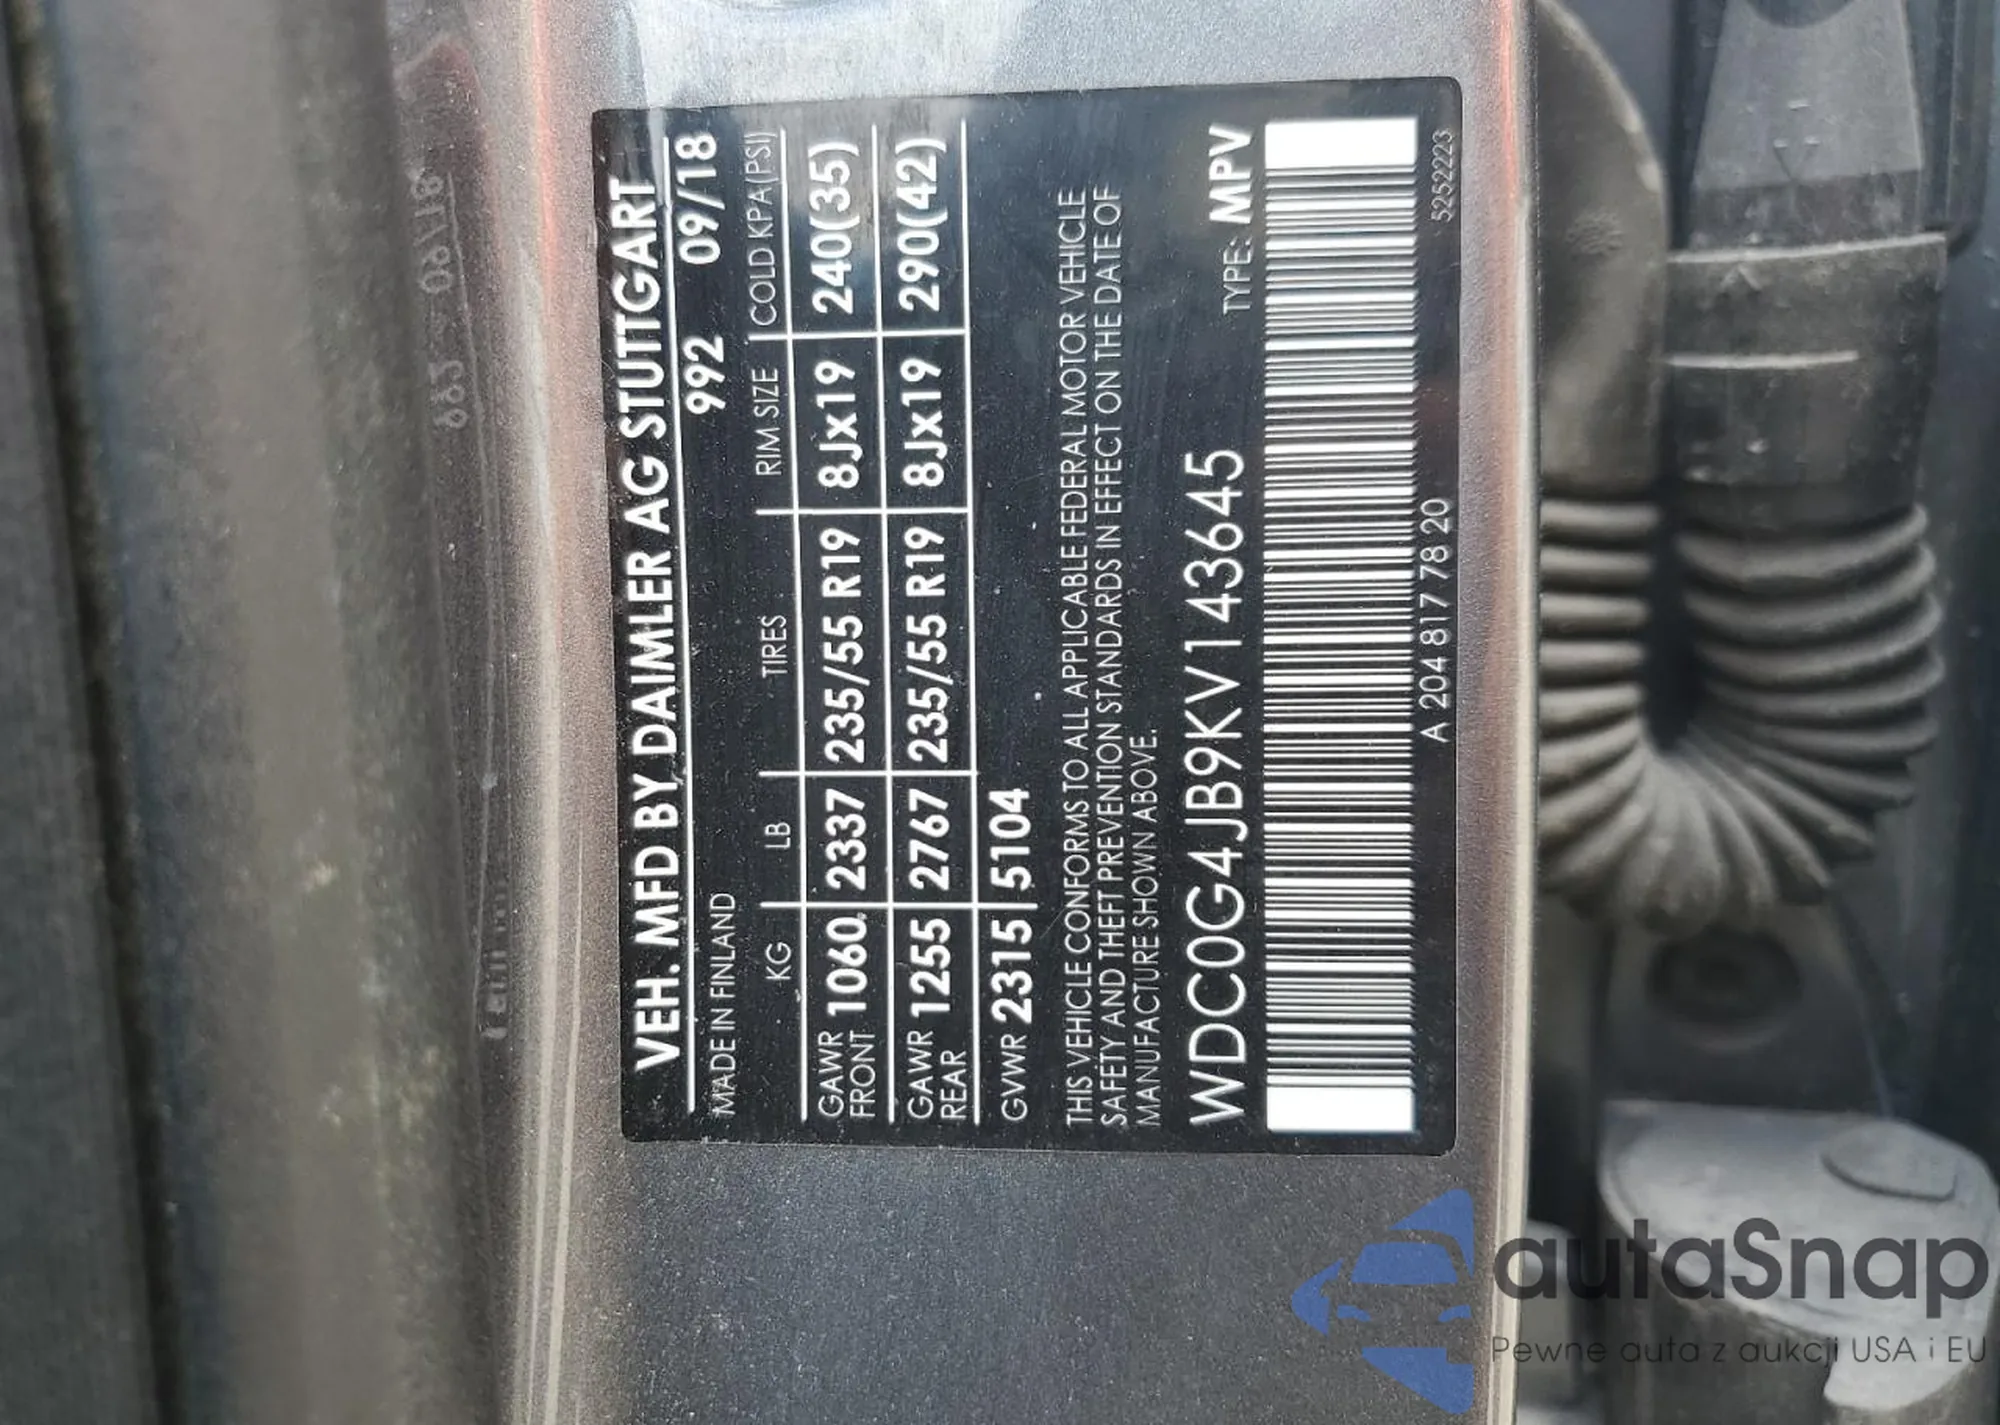 VEH. MFD BY DAIMLER AG STUTTGART
MADE IN FINLAND 992 09/18
KG LB TIRES RIM SIZE COLD KPA(PSI)
GAWR FRONT 1060 2337 235/55 R19 8Jx19 240(35)
GAWR REAR 1255 2767 235/55 R19 8Jx19 290(42)
GVWR 2315 5104
THIS VEHICLE CONFORMS TO ALL APPLICABLE FEDERAL MOTOR VEHICLE
SAFETY AND THEFT PREVENTION STANDARDS IN EFFECT ON THE DATE OF
MANUFACTURE SHOWN ABOVE.
WDC0G4JB9KV143645 TYPE: MPV
A 204 817 78 20 5252223
autaSnap
Pewne auta z aukcji USA i EU